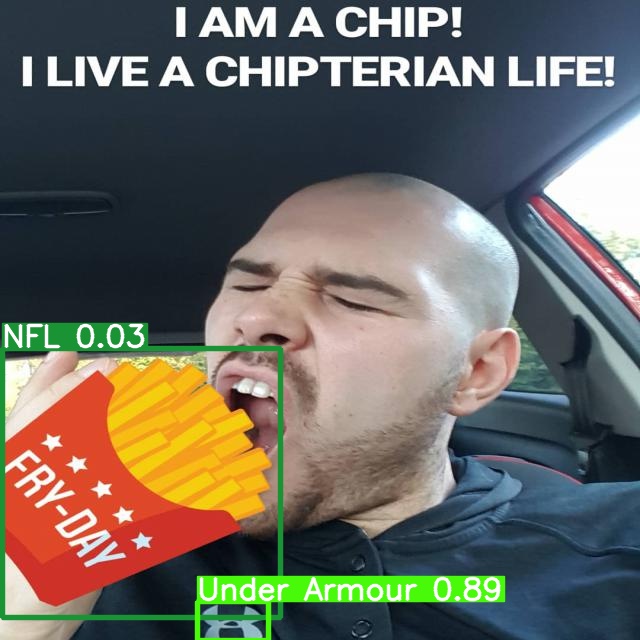 I AM A CHIP!
I LIVE A CHIPTERIAN LIFE!
NFL 0.03
FRY-DAY
Under Armour 0.89